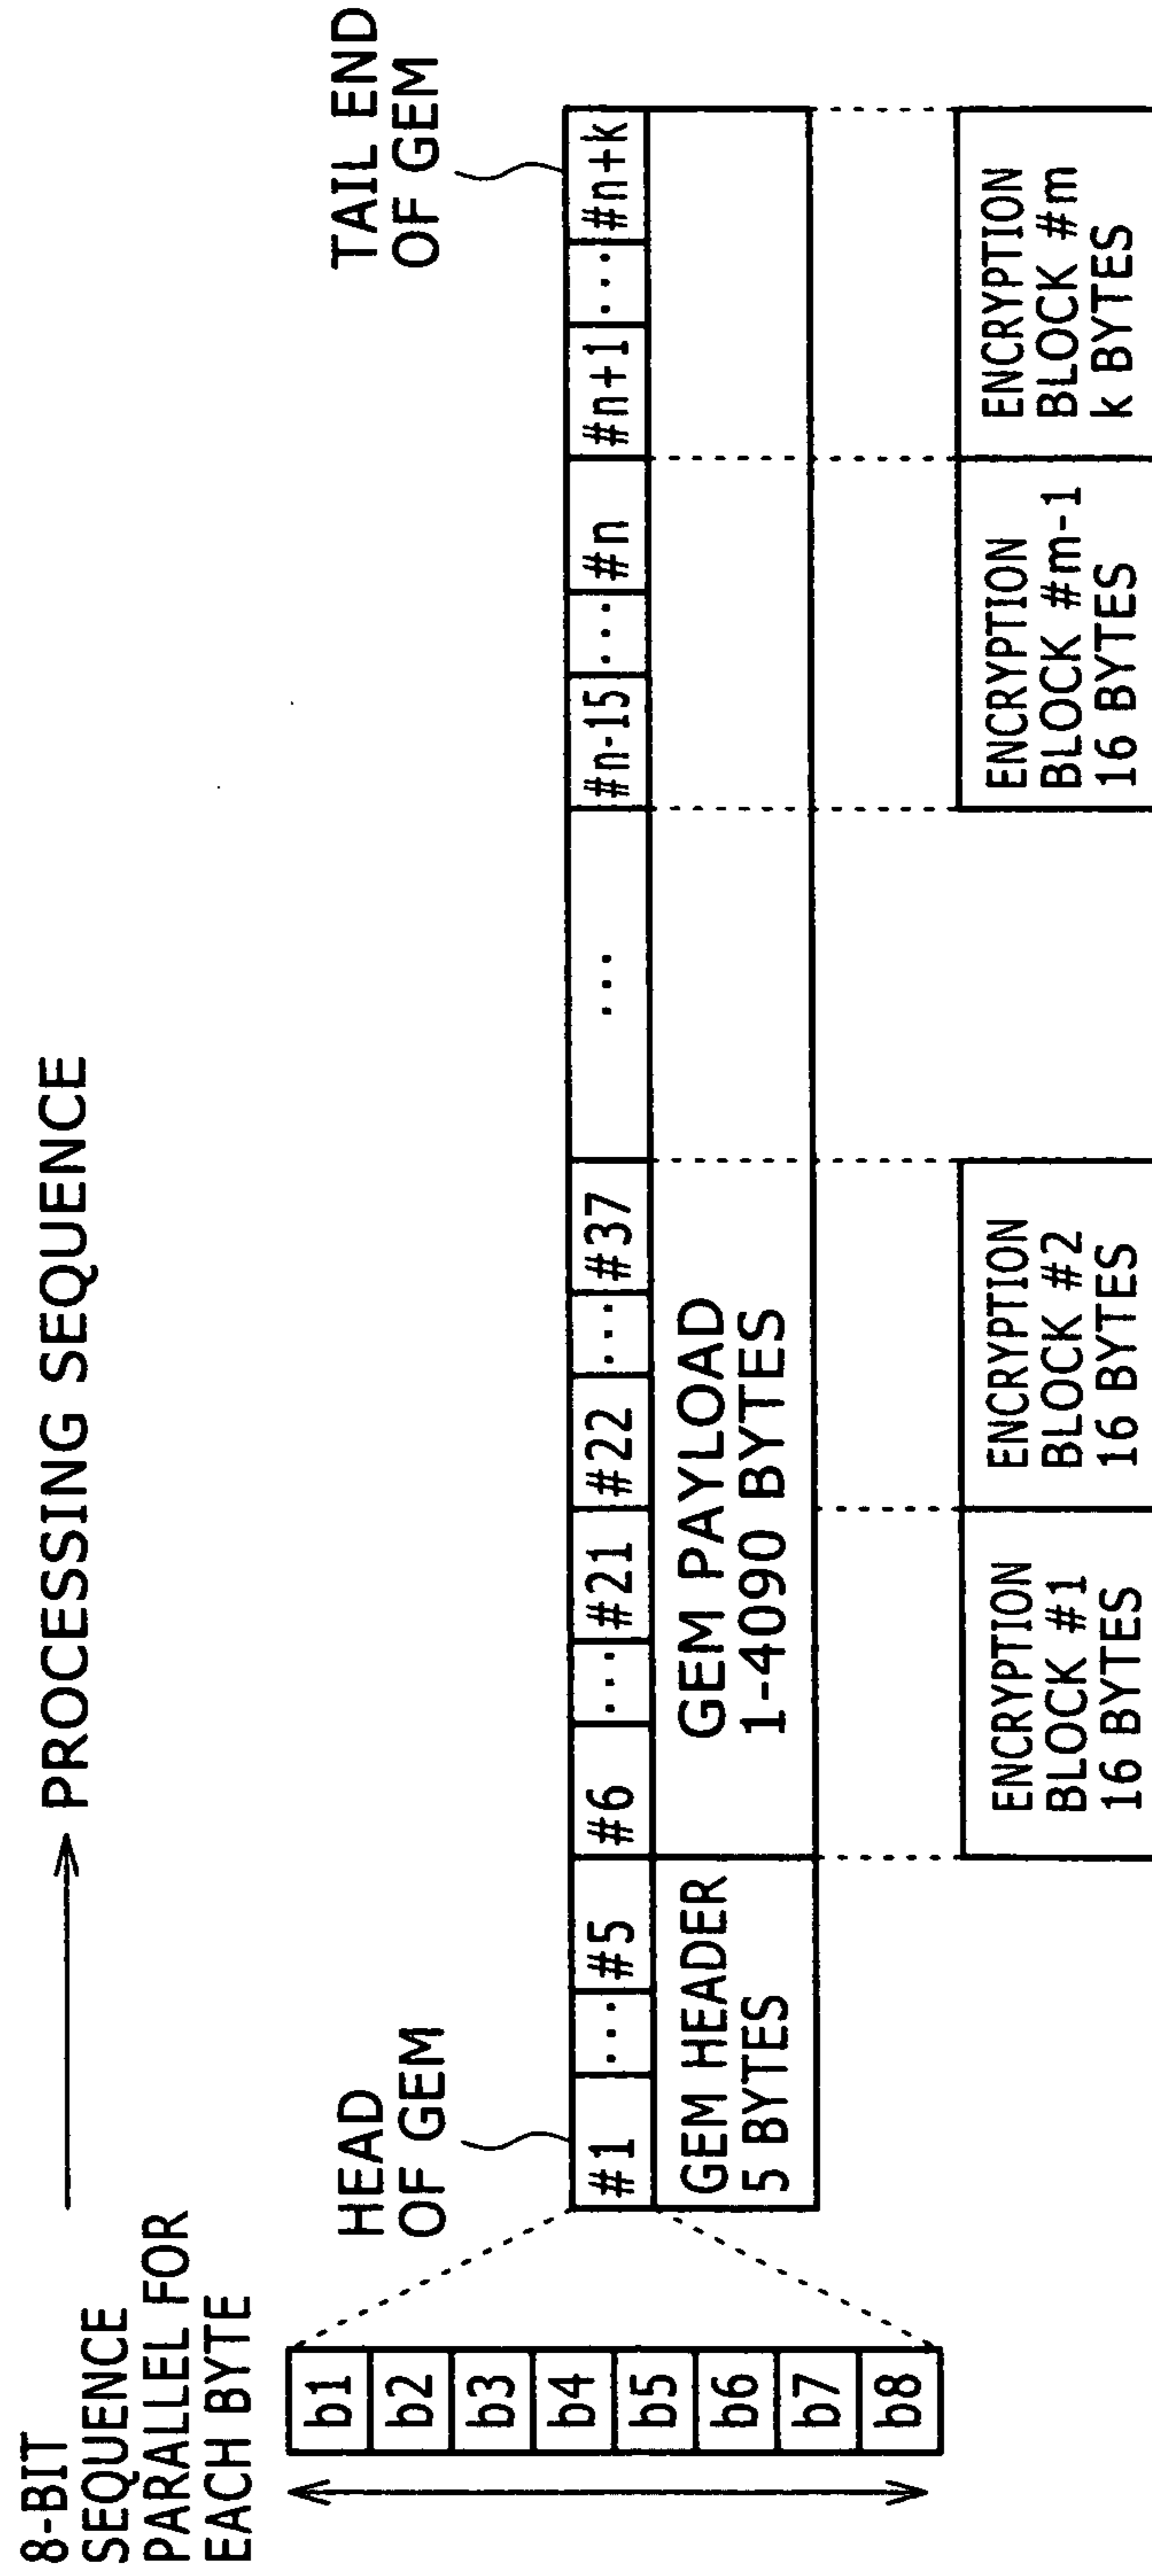 8-BIT
SEQUENCE
PARALLEL FOR
EACH BYTE
PROCESSING SEQUENCE
HEAD
OF GEM
TAIL END
OF GEM
b1
b2
b3
b4
b5
b6
b7
b8
#1 ... #5 #6 ... #21 #22 ... #37 ... #n-15 ... #n #n+1 ... #n+k
GEM HEADER
5 BYTES
GEM PAYLOAD
1-4090 BYTES
ENCRYPTION
BLOCK #1
16 BYTES
ENCRYPTION
BLOCK #2
16 BYTES
ENCRYPTION
BLOCK #m-1
16 BYTES
ENCRYPTION
BLOCK #m
k BYTES